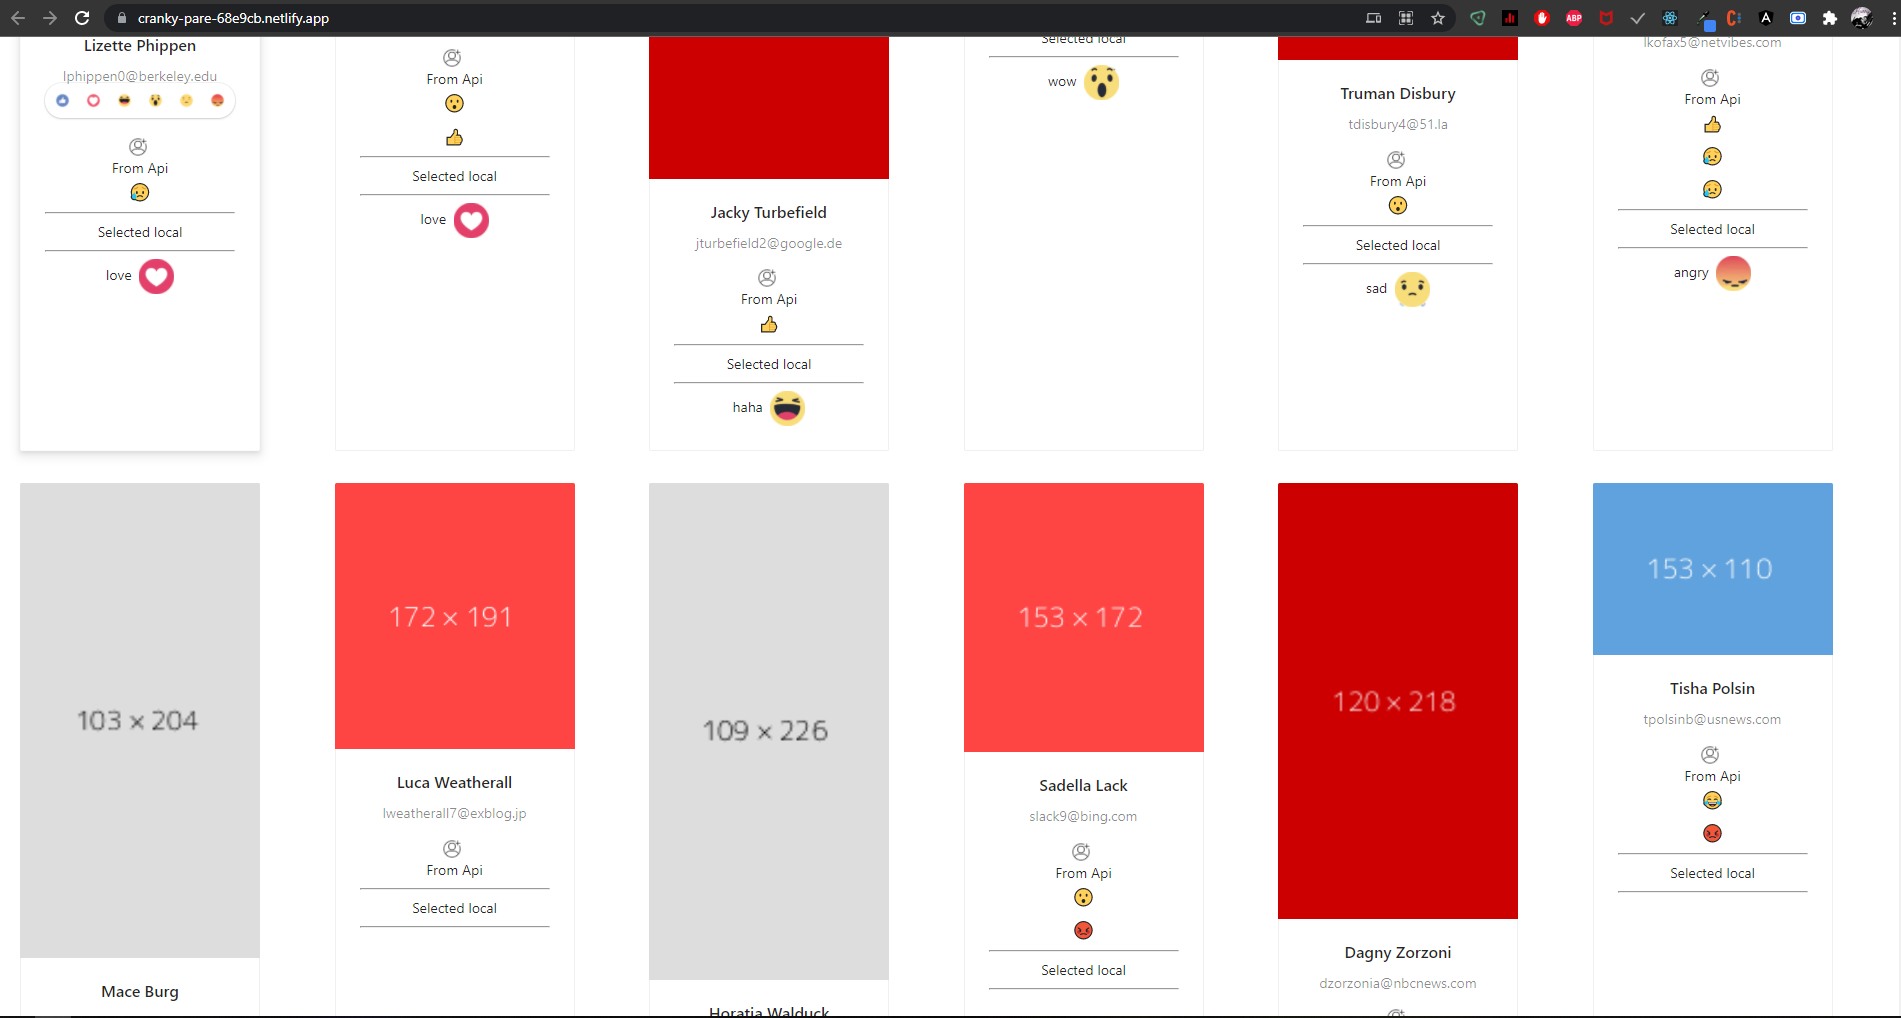 cranky-pare-68e9cb.netlify.app
ABP
Lizette Phippen
lphippen0@berkeley.edu
From Api
Selected local
love
From Api
Selected local
love
Jacky Turbefield
jturbefield2@google.de
From Api
Selected local
haha
Selected local
wow
Truman Disbury
tdisbury4@51.la
From Api
Selected local
sad
lkofax5@netvibes.com
From Api
Selected local
angry
103 × 204
Mace Burg
172 × 191
Luca Weatherall
lweatherall7@exblog.jp
From Api
Selected local
109 × 226
Horatia Walduck
153 × 172
Sadella Lack
slack9@bing.com
From Api
Selected local
120 × 218
Dagny Zorzoni
dzorzonia@nbcnews.com
153 × 110
Tisha Polsin
tpolsinb@usnews.com
From Api
Selected local